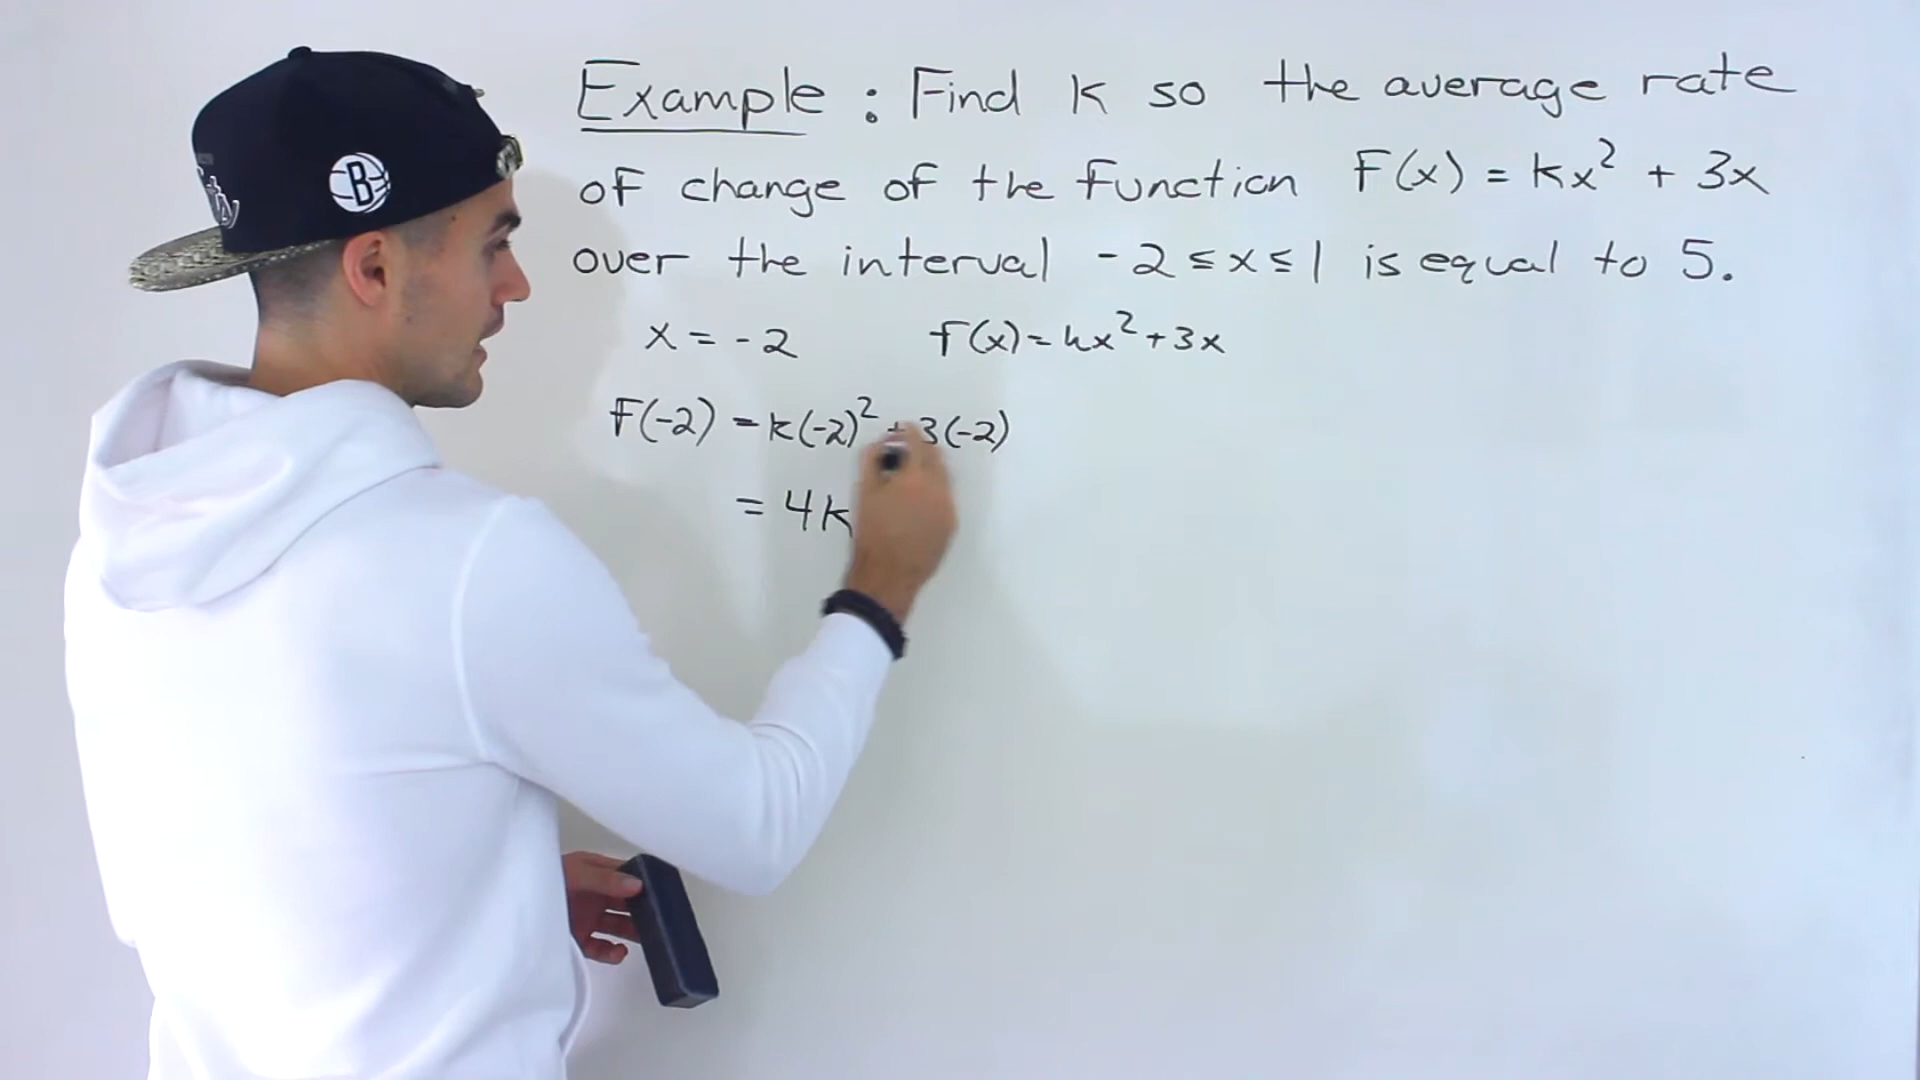 Example : Find k so the average rate
of change of the function F(x) = kx² + 3x
over the interval -2 ≤ x ≤ 1 is equal to 5.
x = -2 f(x) = kx² + 3x
F(-2) = k(-2)² + 3(-2)
= 4k
B